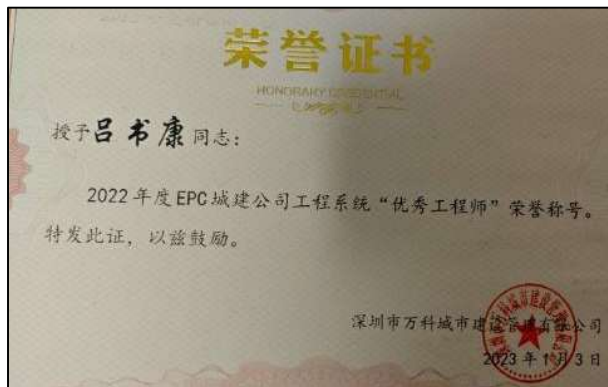 荣誉证书
HONORARY CREDENTIAL
授予吕书康同志：
2022年度EPC城建公司工程系统“优秀工程师”荣誉称号。
特发此证，以兹鼓励。
深圳市万科城市建设管理有限公司
2023年1月3日